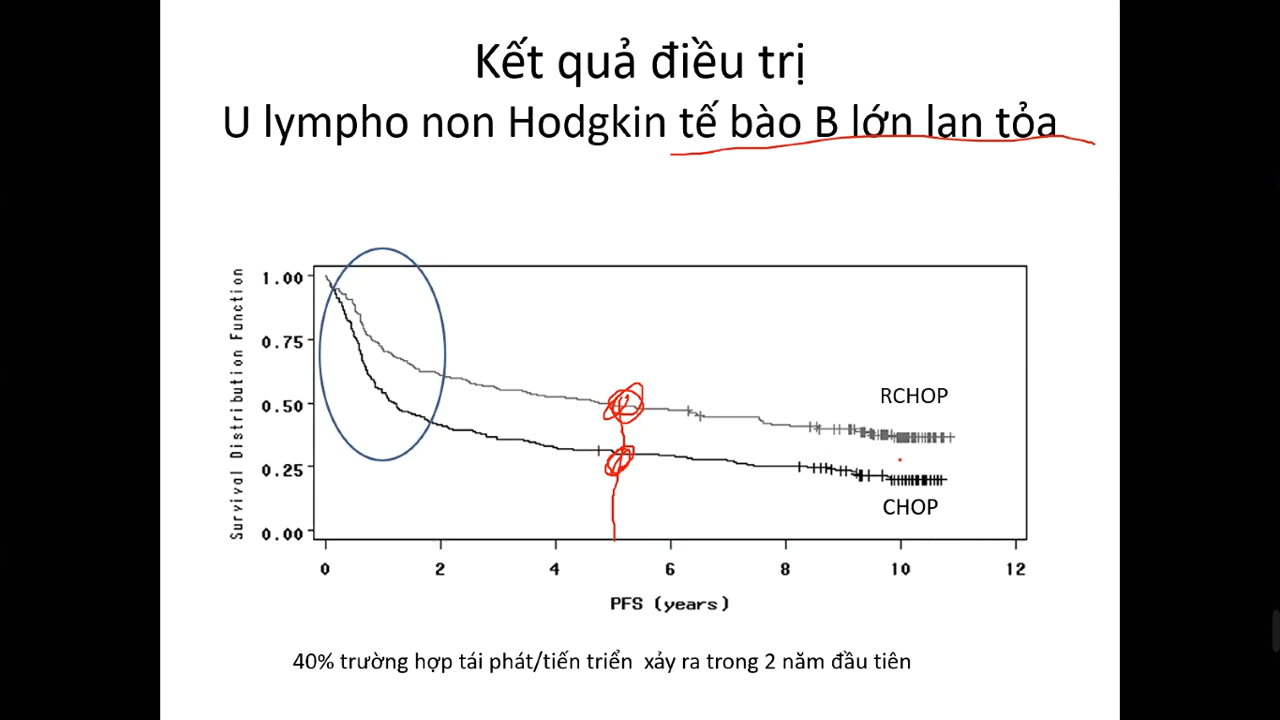 Kết quả điều trị
U lympho non Hodgkin tế bào B lớn lan tỏa
Survival Distribution Function
1.00
0.75
0.50
0.25
0.00
RCHOP
CHOP
0 2 4 6 8 10 12
PFS (years)
40% trường hợp tái phát/tiến triển xảy ra trong 2 năm đầu tiên